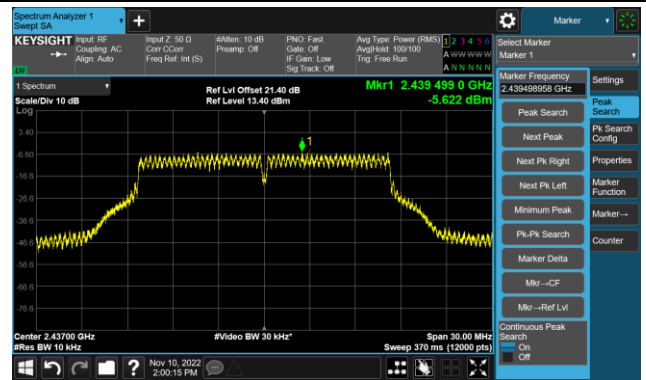 Spectrum Analyzer 1
Swept SA
Marker
KEYSIGHT
Input: RF
Coupling: AC
Align: Auto
Input Z: 50 Ω
Corr CCorr
Freq Ref: Int (S)
#Atten: 10 dB
Preamp: Off
PNO: Fast
Gate: Off
IF Gain: Low
Sig Track: Off
Avg Type: Power (RMS)
Avg|Hold: 100/100
Trig: Free Run
1 2 3 4 5 6
A W W W W W
A N N N N N
LXI
Select Marker
Marker 1
1 Spectrum
Scale/Div 10 dB
Log
Ref Lvl Offset 21.40 dB
Ref Level 13.40 dBm
Mkr1 2.439 499 0 GHz
-5.622 dBm
1
3.40
-6.60
-16.6
-26.6
-36.6
-46.6
-56.6
-66.6
-76.6
Center 2.43700 GHz
#Res BW 10 kHz
#Video BW 30 kHz*
Span 30.00 MHz
Sweep 370 ms (12000 pts)
Marker Frequency
2.439498958 GHz
Peak Search
Next Peak
Next Pk Right
Next Pk Left
Minimum Peak
Pk-Pk Search
Marker Delta
Mkr→CF
Mkr→Ref Lvl
Continuous Peak
Search
On
Off
Settings
Peak
Search
Pk Search
Config
Properties
Marker
Function
Marker→
Counter
?
Nov 10, 2022
2:00:15 PM